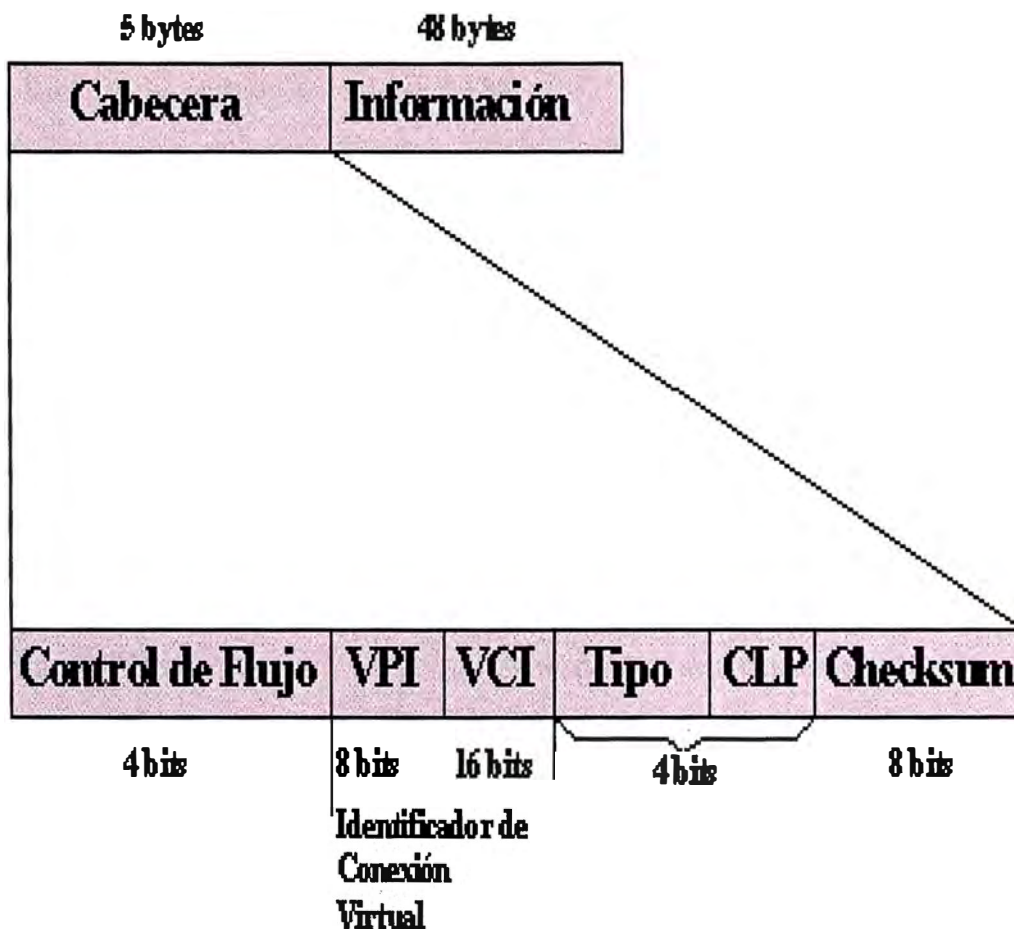 5 bytes 48 bytes
Cabecera Información
Control de Flujo VPI VCI Tipo CLP Checksum
4 bits 8 bits 16 bits 4 bits 8 bits
Identificador de
Conexión
Virtual